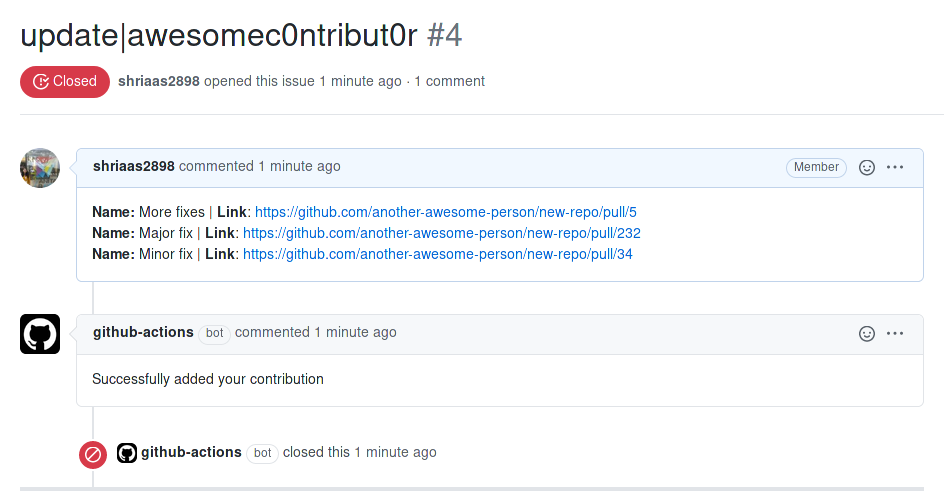 update|awesomec0ntribut0r #4
Closed shriaas2898 opened this issue 1 minute ago · 1 comment
shriaas2898 commented 1 minute ago Member
Name: More fixes | Link: https://github.com/another-awesome-person/new-repo/pull/5
Name: Major fix | Link: https://github.com/another-awesome-person/new-repo/pull/232
Name: Minor fix | Link: https://github.com/another-awesome-person/new-repo/pull/34
github-actions bot commented 1 minute ago
Successfully added your contribution
github-actions bot closed this 1 minute ago